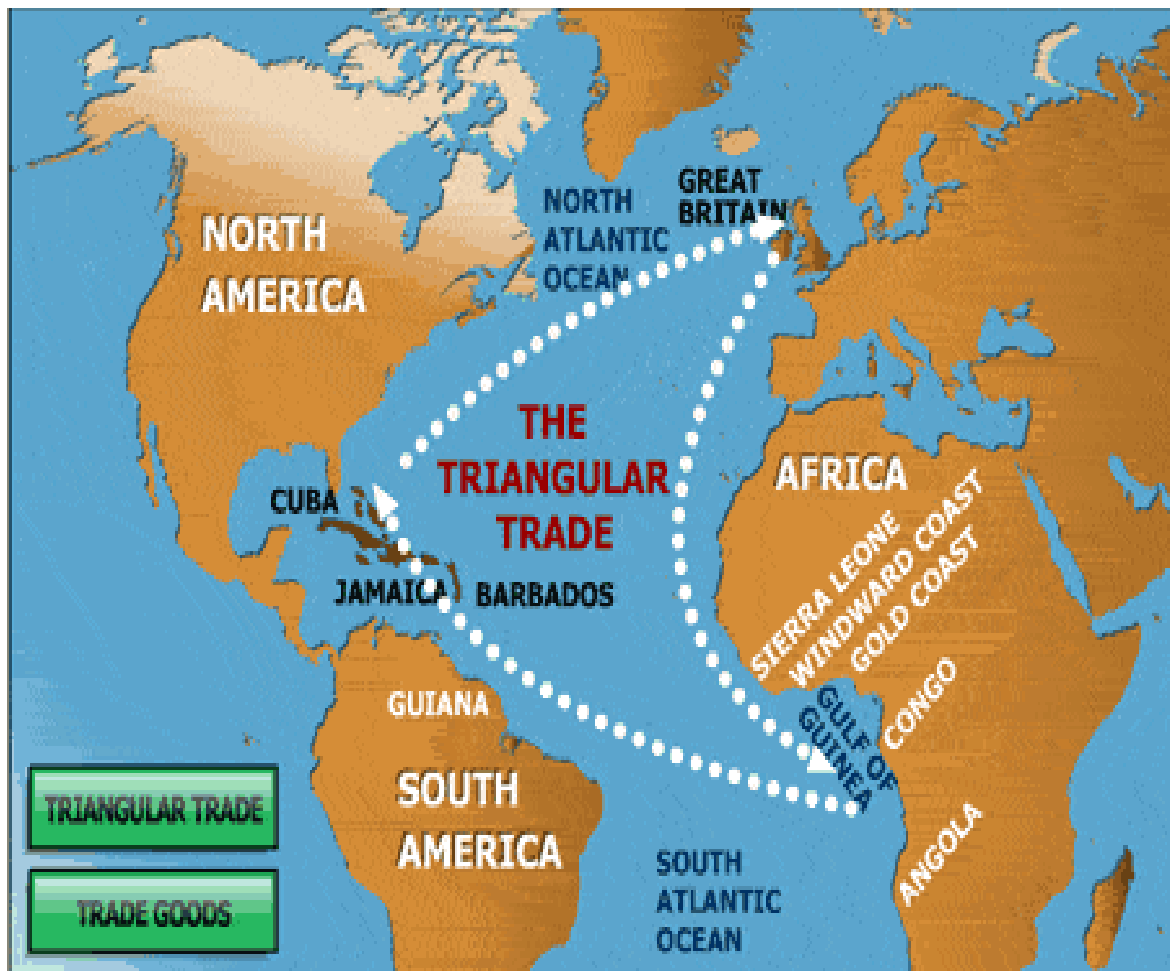 GREAT
BRITAIN
NORTH
ATLANTIC
OCEAN
NORTH
AMERICA
THE
TRIANGULAR
TRADE
AFRICA
CUBA
JAMAICA
BARBADOS
SIERRA LEONE
WINDWARD COAST
GOLD COAST
GUIANA
CONGO
GULF OF
GUINEA
SOUTH
AMERICA
ANGOLA
SOUTH
ATLANTIC
OCEAN
TRIANGULAR TRADE
TRADE GOODS